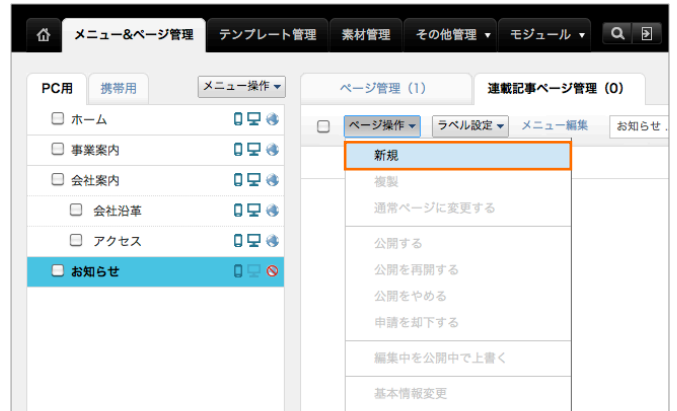 メニュー&ページ管理 テンプレート管理 素材管理 その他管理 ▼ モジュール ▼
PC用 携帯用 メニュー操作 ▼
ページ管理 (1) 連載記事ページ管理 (0)
ホーム
事業案内
会社案内
会社沿革
アクセス
お知らせ
ページ操作 ▼ ラベル設定 ▼ メニュー編集 お知らせ .
新規
複製
通常ページに変更する
公開する
公開を再開する
公開をやめる
申請を却下する
編集中を公開中で上書く
基本情報変更